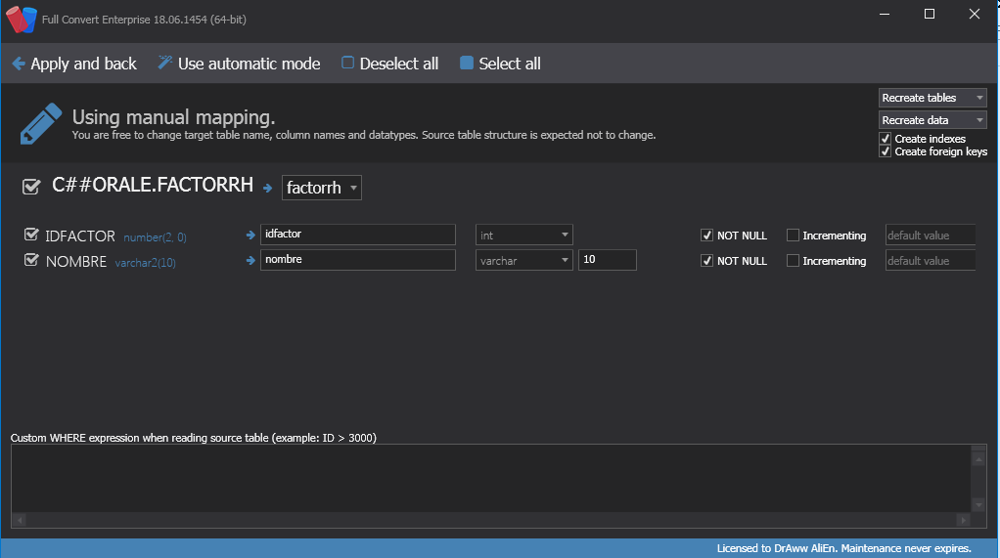 Full Convert Enterprise 18.06.1454 (64-bit)
Apply and back Use automatic mode Deselect all Select all
Using manual mapping.
You are free to change target table name, column names and datatypes. Source table structure is expected not to change.
Recreate tables
Recreate data
Create indexes
Create foreign keys
C##ORALE.FACTORRH factorrh
IDFACTOR number(2, 0) idfactor int NOT NULL Incrementing default value
NOMBRE varchar2(10) nombre varchar 10 NOT NULL Incrementing default value
Custom WHERE expression when reading source table (example: ID > 3000)
Licensed to DrAww AliEn. Maintenance never expires.